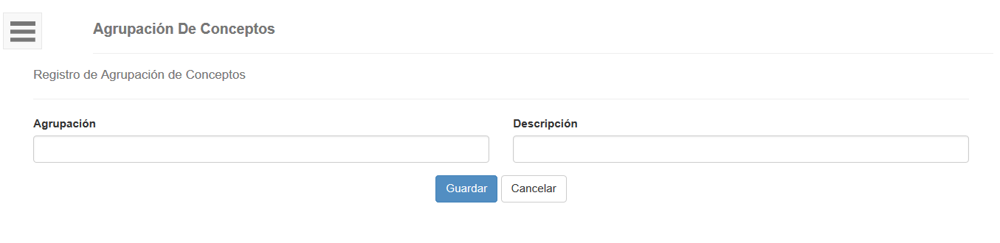 Agrupación De Conceptos
Registro de Agrupación de Conceptos
Agrupación
Descripción
Guardar
Cancelar